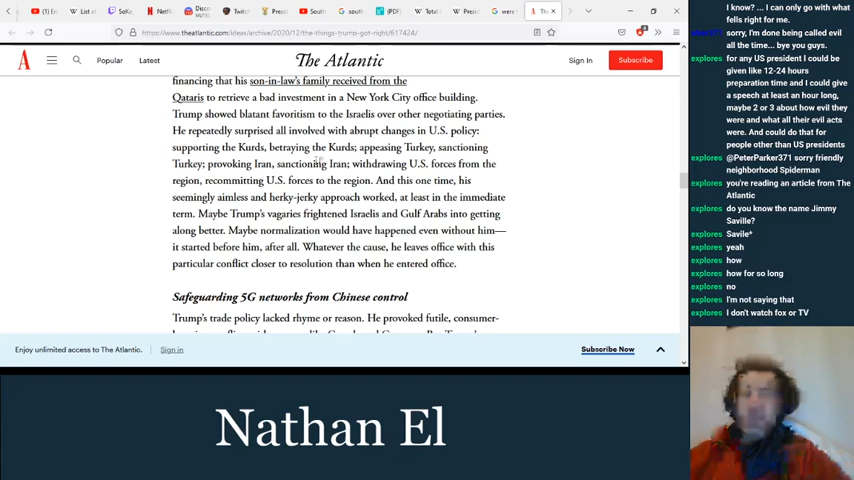 (1) En
List of
Netfl
Disco
Twitch
Presid
South
south
(PDF)
Total
Presid
The
https://www.theatlantic.com/ideas/archive/2020/12/the-things-trump-got-right/617424/
Popular
Latest
The Atlantic
Sign In
Subscribe
financing that his son-in-law's family received from the
Qataris to retrieve a bad investment in a New York City office building.
Trump showed blatant favoritism to the Israelis over other negotiating parties.
He repeatedly surprised all involved with abrupt changes in U.S. policy:
supporting the Kurds, betraying the Kurds; appeasing Turkey, sanctioning
Turkey; provoking Iran, sanctioning Iran; withdrawing U.S. forces from the
region, recommitting U.S. forces to the region. And this one time, his
seemingly aimless and herky-jerky approach worked, at least in the immediate
term. Maybe Trump's vagaries frightened Israelis and Gulf Arabs into getting
along better. Maybe normalization would have happened even without him—
it started before him, after all. Whatever the cause, he leaves office with this
particular conflict closer to resolution than when he entered office.
Safeguarding 5G networks from Chinese control
Trump's trade policy lacked rhyme or reason. He provoked futile, consumer-
Enjoy unlimited access to The Atlantic.
Sign in
Subscribe Now
Nathan El
know? ... I can only go with what
fells right for me.
sorry, I'm done being called evil
all the time... bye you guys.
explores for any US president I could be
given like 12-24 hours
preparation time and I could give
a speech at least an hour long,
maybe 2 or 3 about how evil they
were and what all their evil acts
were. And could do that for
people other than US presidents
explores @PeterParker371 sorry friendly
neighborhood Spiderman
explores you're reading an article from The
Atlantic
explores do you know the name Jimmy
Saville?
explores Savile*
explores yeah
explores how
explores how for so long
explores no
explores I'm not saying that
explores I don't watch fox or TV